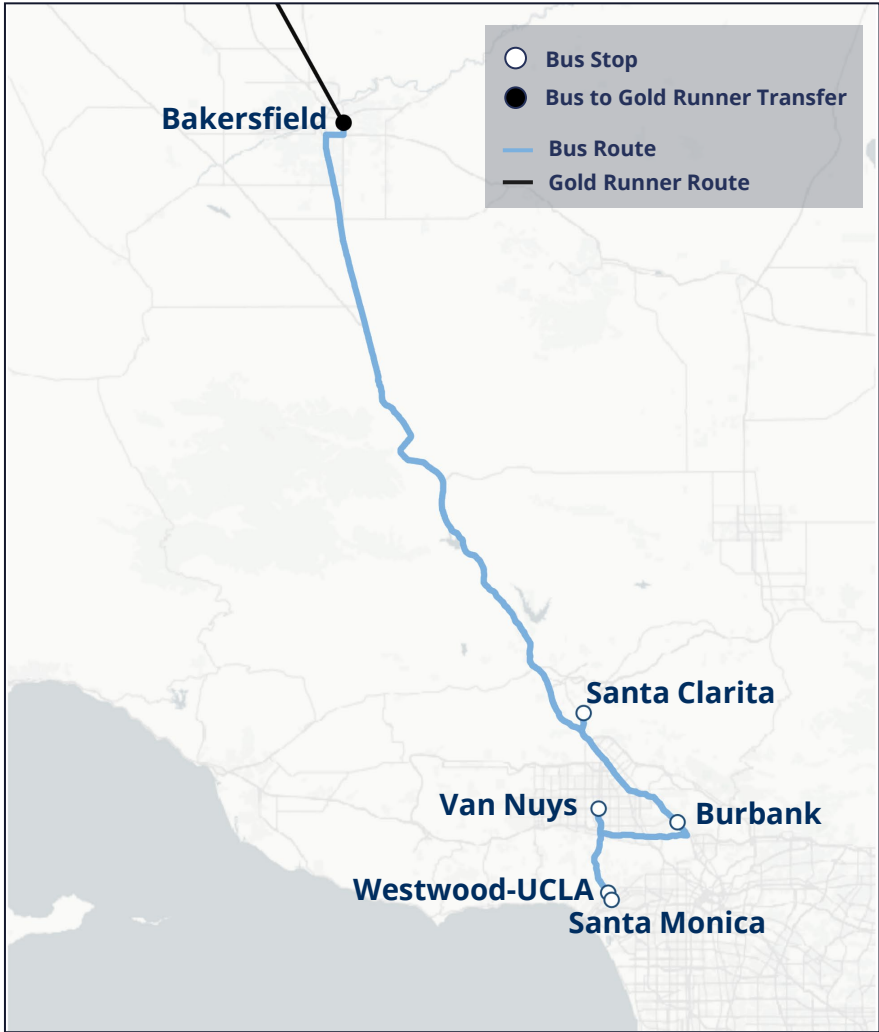 Bus Stop
Bus to Gold Runner Transfer
Bus Route
Gold Runner Route
Bakersfield
Santa Clarita
Van Nuys
Burbank
Westwood-UCLA
Santa Monica